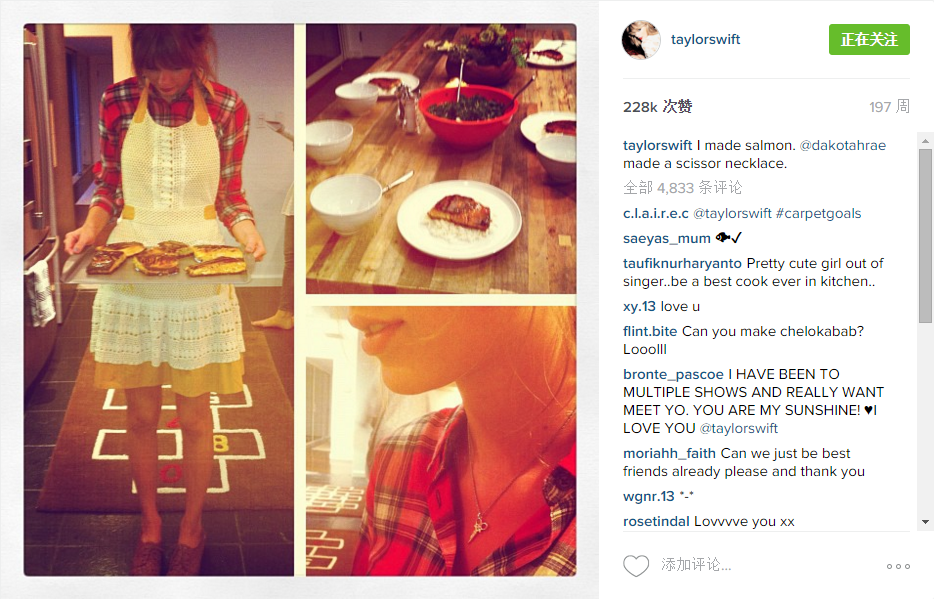 taylorswift
正在关注
228k 次赞
197 周
taylorswift I made salmon. @dakotahrae
made a scissor necklace.
全部 4,833 条评论
c.l.a.i.r.e.c @taylorswift #carpetgoals
saeyas_mum 🐟✔
taufiknurharyanto Pretty cute girl out of
singer..be a best cook ever in kitchen..
xy.13 love u
flint.bite Can you make chelokabab?
Looolll
bronte_pascoe I HAVE BEEN TO
MULTIPLE SHOWS AND REALLY WANT
MEET YO. YOU ARE MY SUNSHINE! ♥I
LOVE YOU @taylorswift
moriahh_faith Can we just be best
friends already please and thank you
wgnr.13 *-*
rosetindal Lovvvve you xx
添加评论...
8